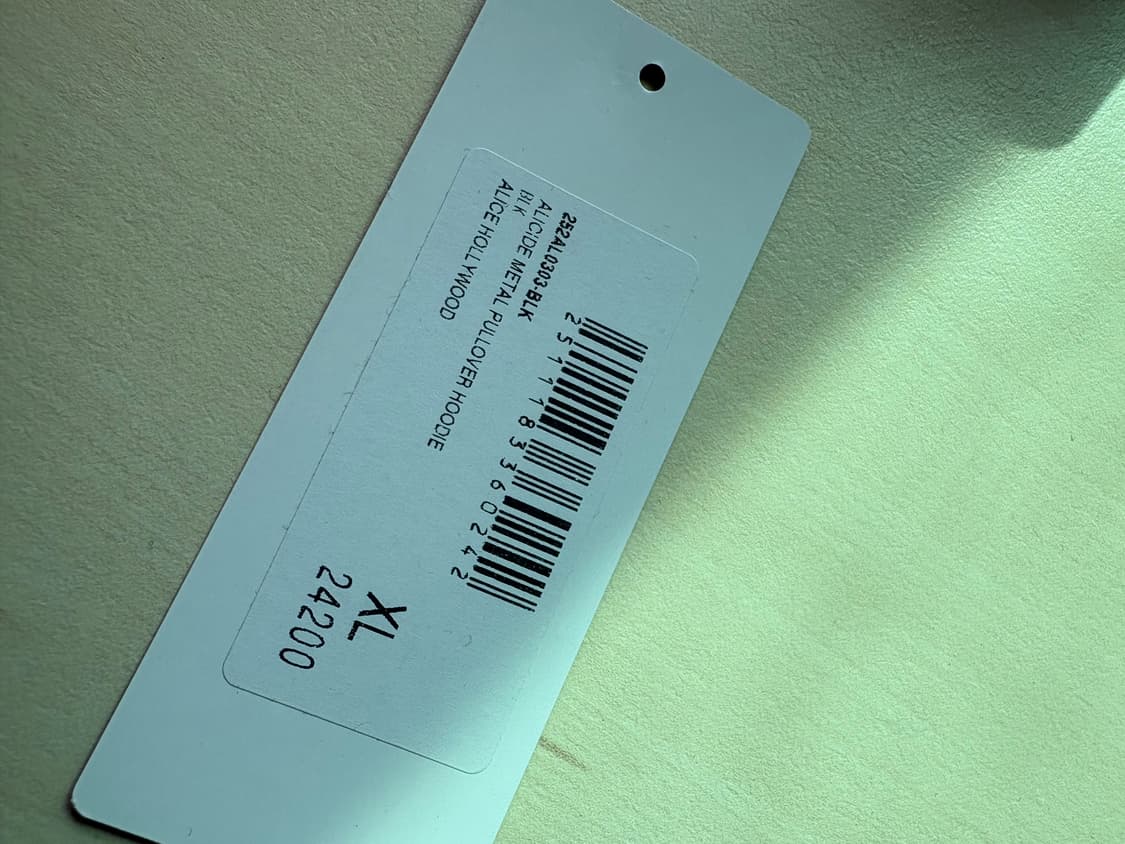 252AL0303-BLK
ALICIDE METAL PULLOVER HOODIE
BLK
ALICE HOLLYWOOD
2511183360242
XL
24200